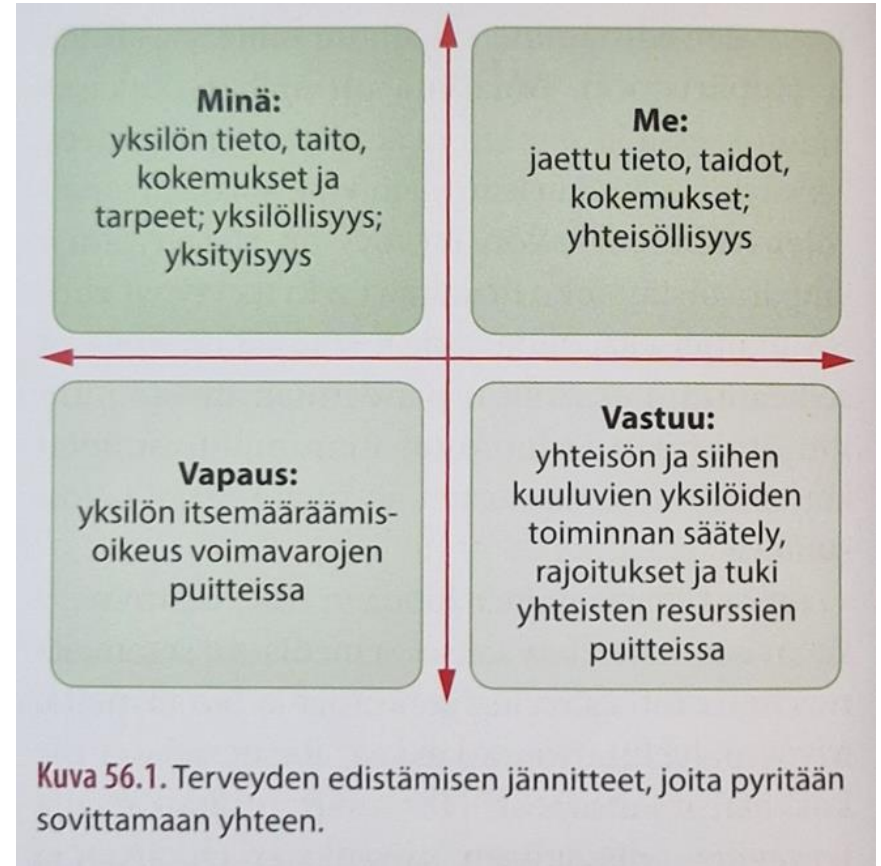 Minä:
yksilön tieto, taito,
kokemukset ja
tarpeet; yksilöllisyys;
yksityisyys
Me:
jaettu tieto, taidot,
kokemukset;
yhteisöllisyys
Vapaus:
yksilön itsemääräämis-
oikeus voimavarojen
puitteissa
Vastuu:
yhteisön ja siihen
kuuluvien yksilöiden
toiminnan säätely,
rajoitukset ja tuki
yhteisten resurssien
puitteissa
Kuva 56.1. Terveyden edistämisen jännitteet, joita pyritään
sovittamaan yhteen.